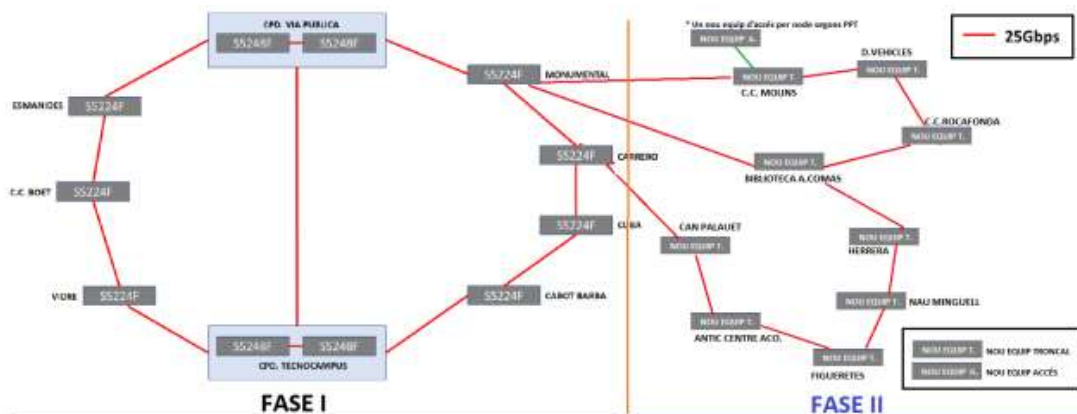 CPD. VIA PUBLICA
S5248F
S5248F
ESMANDIES
S5224F
C.C. BOET
S5224F
VIDRE
S5224F
S5248F
S5248F
CPD. TECNOCAMPUS
S5224F
MONUMENTAL
S5224F
CARRERO
S5224F
CUBA
S5224F
CABOT BARBA
FASE I
* Un nou equip d'accés per node segons PPT
NOU EQUIP A.
NOU EQUIP T.
C.C. MOLINS
D.VEHICLES
NOU EQUIP T.
C.C.ROCAFONDA
NOU EQUIP T.
NOU EQUIP T.
BIBLIOTECA A.COMAS
CAN PALAUET
NOU EQUIP T.
NOU EQUIP T.
HERRERA
NOU EQUIP T.
NAU MINGUELL
NOU EQUIP T.
ANTIC CENTRE ACO.
NOU EQUIP T.
FIGUERETES
25Gbps
NOU EQUIP T.
NOU EQUIP TRONCAL
NOU EQUIP A.
NOU EQUIP ACCÉS
FASE II